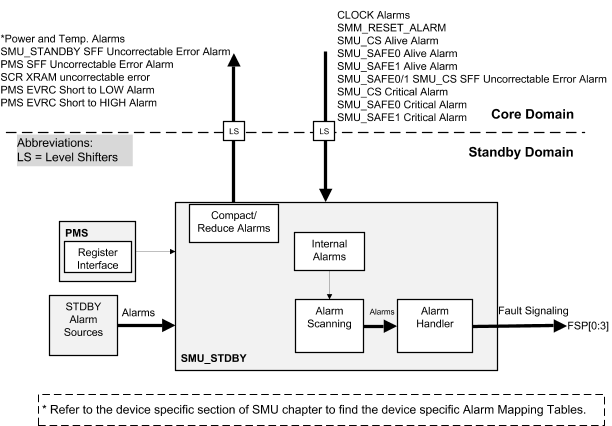 *Power and Temp. Alarms
SMU_STANDBY SFF Uncorrectable Error Alarm
PMS SFF Uncorrectable Error Alarm
SCR XRAM uncorrectable error
PMS EVRC Short to LOW Alarm
PMS EVRC Short to HIGH Alarm
CLOCK Alarms
SMM_RESET_ALARM
SMU_CS Alive Alarm
SMU_SAFE0 Alive Alarm
SMU_SAFE1 Alive Alarm
SMU_SAFE0/1 SMU_CS SFF Uncorrectable Error Alarm
SMU_CS Critical Alarm
SMU_SAFE0 Critical Alarm
SMU_SAFE1 Critical Alarm
Core Domain
LS
LS
Abbreviations:
LS = Level Shifters
Standby Domain
Compact/
Reduce Alarms
PMS
Register
Interface
Internal
Alarms
STDBY
Alarm
Sources
Alarms
Alarm
Scanning
Alarms
Alarm
Handler
Fault Signaling
FSP[0:3]
SMU_STDBY
* Refer to the device specific section of SMU chapter to find the device specific Alarm Mapping Tables.